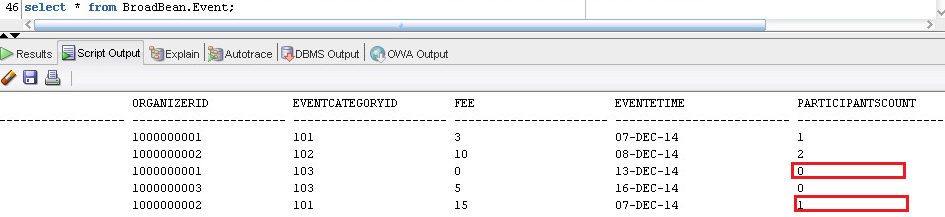 46 select * from BroadBean.Event;
Results Script Output Explain Autotrace DBMS Output OWA Output
ORGANIZERID EVENTCATEGORYID FEE EVENTETIME PARTICIPANTSCOUNT
1000000001 101 3 07-DEC-14 1
1000000002 102 10 08-DEC-14 2
1000000001 103 0 13-DEC-14 0
1000000003 103 5 16-DEC-14 0
1000000002 101 15 07-DEC-14 1